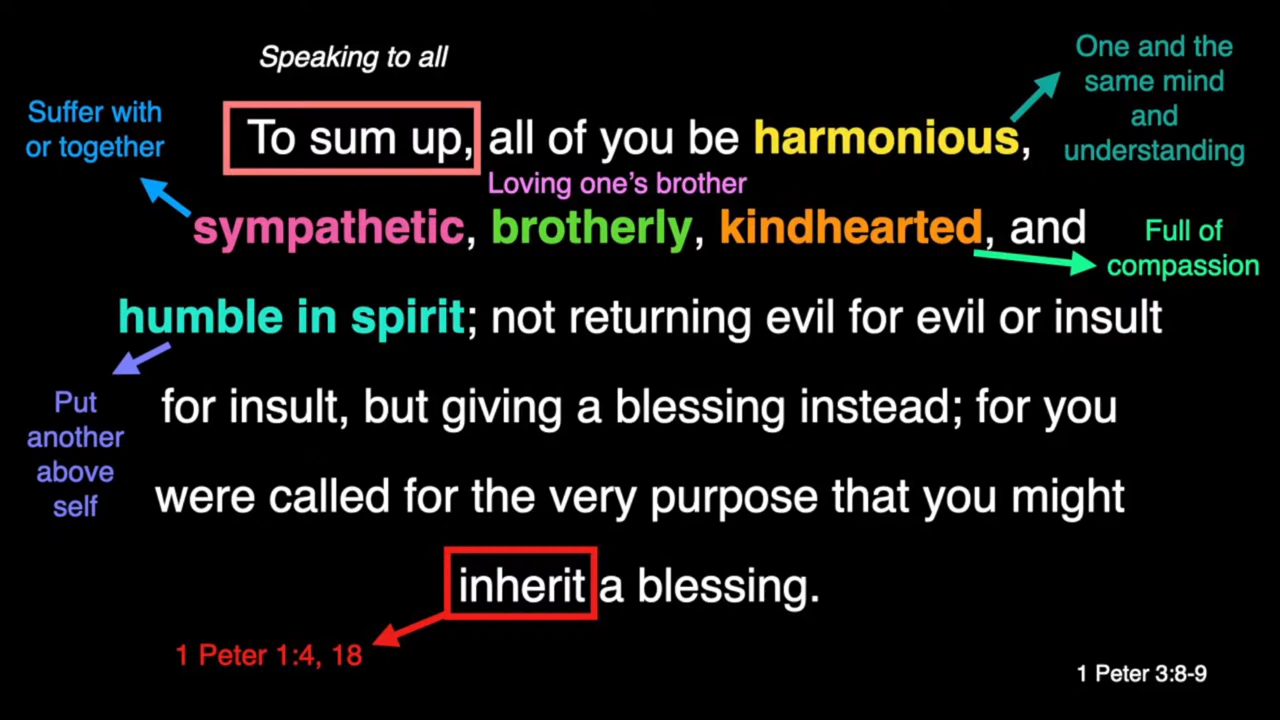 Speaking to all
One and the
same mind
and
understanding
Suffer with
or together
To sum up, all of you be harmonious,
Loving one’s brother
sympathetic, brotherly, kindhearted, and
Full of
compassion
humble in spirit; not returning evil for evil or insult
Put
another
above
self
for insult, but giving a blessing instead; for you
were called for the very purpose that you might
inherit a blessing.
1 Peter 1:4, 18
1 Peter 3:8-9